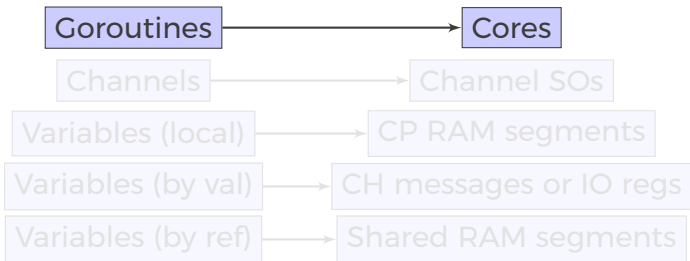 Goroutines Cores
Channels Channel SOs
Variables (local) CP RAM segments
Variables (by val) CH messages or IO regs
Variables (by ref) Shared RAM segments